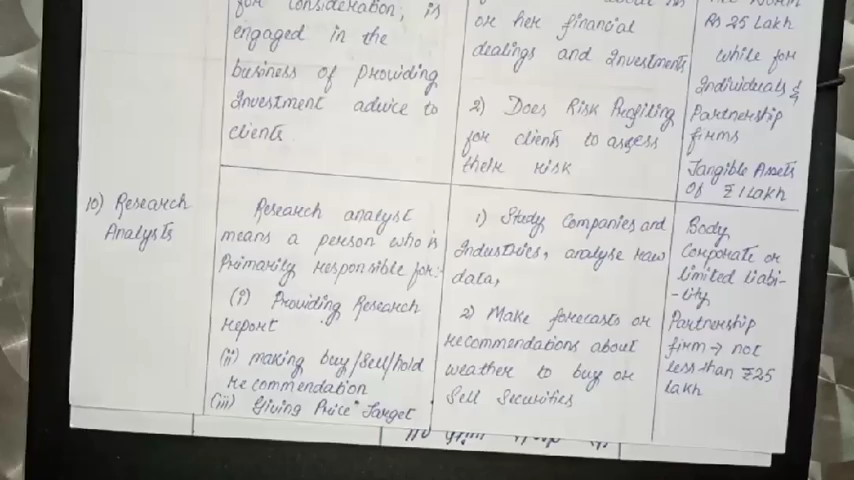 for consideration, is
engaged in the
business of providing
Investment advice to
clients
or her financial
dealings and Investments
2) Does Risk Profiling
for clients to assess
their risk
Rs 25 Lakh
while for
Individuals &
Partnership
firms
Tangible Assets
of ₹1 Lakh
10) Research
Analysts
Research analyst
means a person who is
Primarily responsible for:-
(i) Providing Research
report
(ii) making buy/sell/hold
recommendation
(iii) Giving Price Target
1) Study Companies and
Industries, analyse raw
data,
2) Make forecasts or
recommendations about
weather to buy or
Sell Securities
Body
Corporate or
limited liabi-
-lity
Partnership
firm → not
less than ₹25
lakh